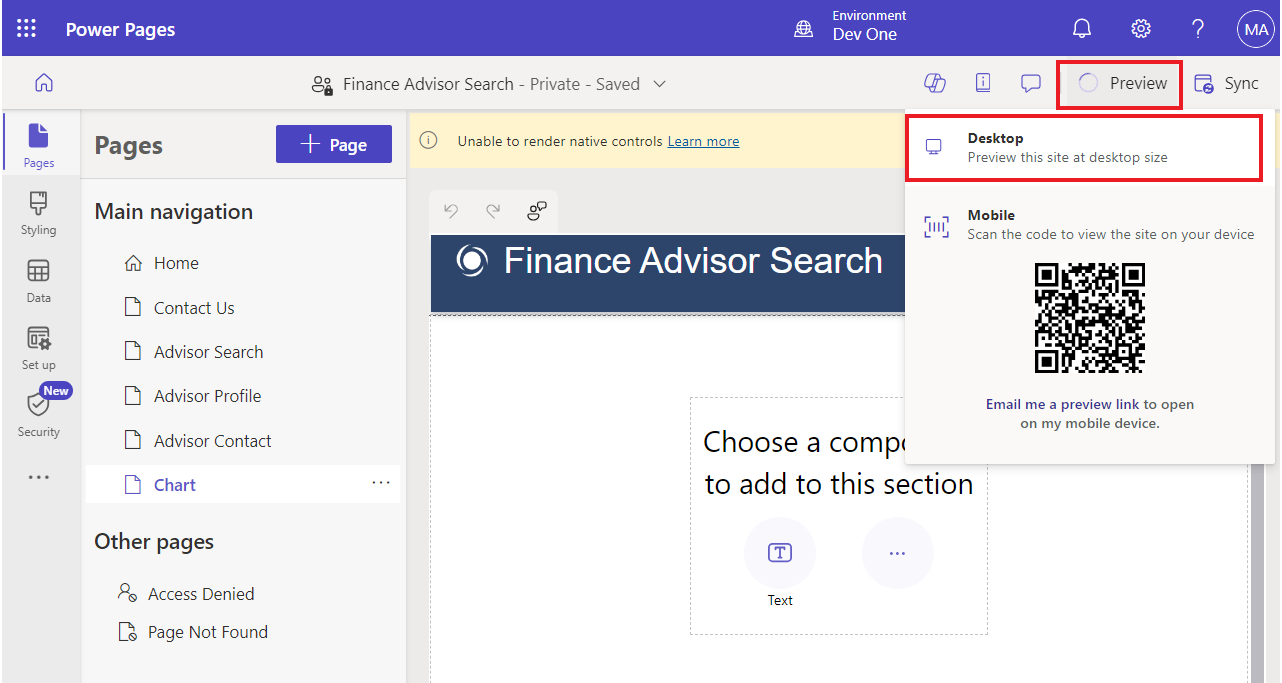 Power Pages
Environment
Dev One
MA
Finance Advisor Search - Private - Saved
Preview
Sync
Pages
Styling
Data
Set up
New
Security
Pages
+ Page
Main navigation
Home
Contact Us
Advisor Search
Advisor Profile
Advisor Contact
Chart
Other pages
Access Denied
Page Not Found
Unable to render native controls Learn more
Finance Advisor Search
Choose a compo
to add to this section
Text
Desktop
Preview this site at desktop size
Mobile
Scan the code to view the site on your device
Email me a preview link to open
on my mobile device.